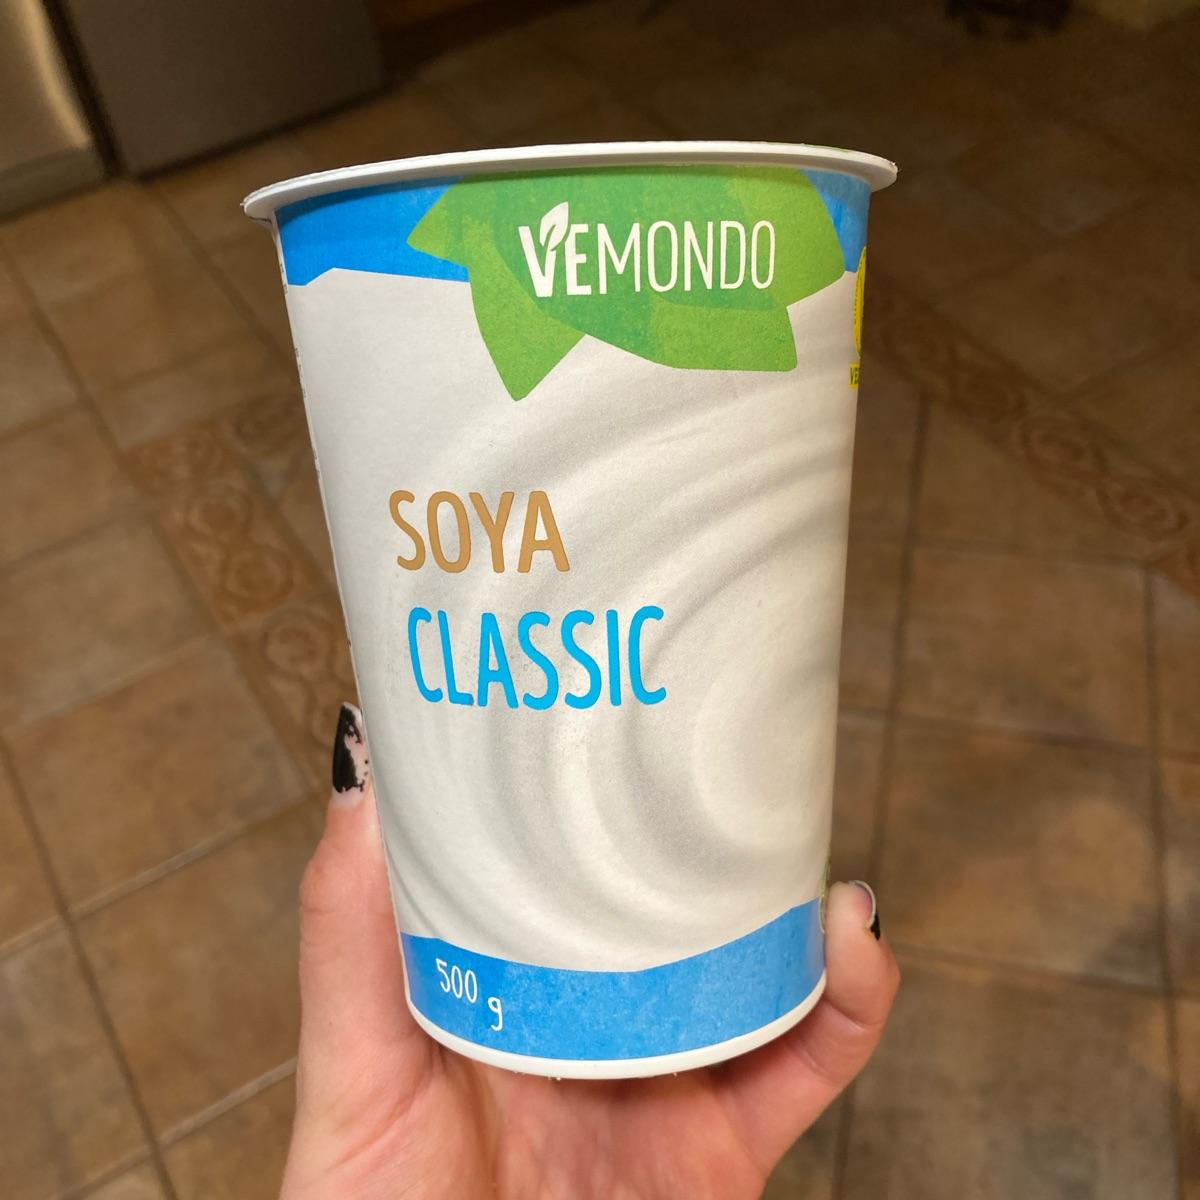 VEMONDO
SOYA
CLASSIC
500 g